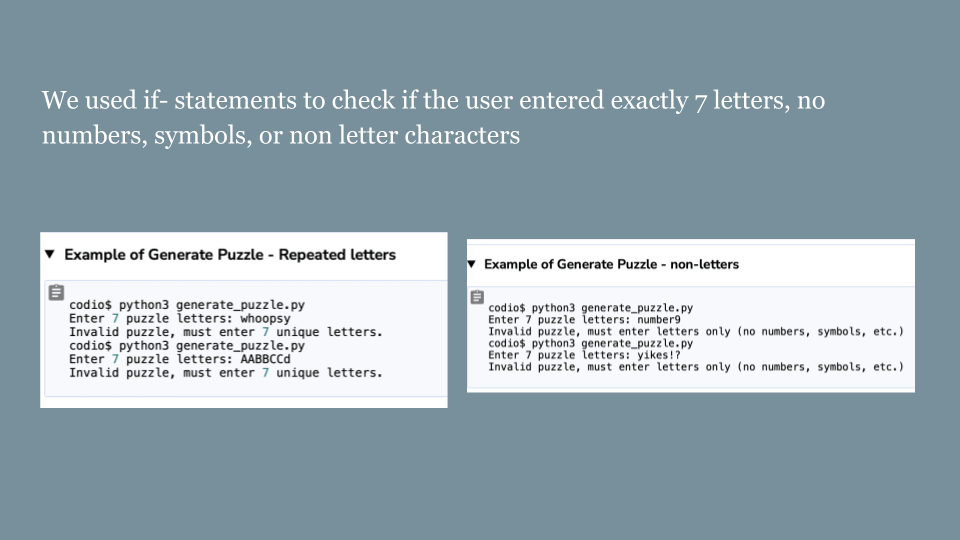 We used if- statements to check if the user entered exactly 7 letters, no
numbers, symbols, or non letter characters
▼ Example of Generate Puzzle - Repeated letters
codio$ python3 generate_puzzle.py
Enter 7 puzzle letters: whoopsy
Invalid puzzle, must enter 7 unique letters.
codio$ python3 generate_puzzle.py
Enter 7 puzzle letters: AABBCCd
Invalid puzzle, must enter 7 unique letters.
▼ Example of Generate Puzzle - non-letters
codio$ python3 generate_puzzle.py
Enter 7 puzzle letters: number9
Invalid puzzle, must enter letters only (no numbers, symbols, etc.)
codio$ python3 generate_puzzle.py
Enter 7 puzzle letters: yikes!?
Invalid puzzle, must enter letters only (no numbers, symbols, etc.)